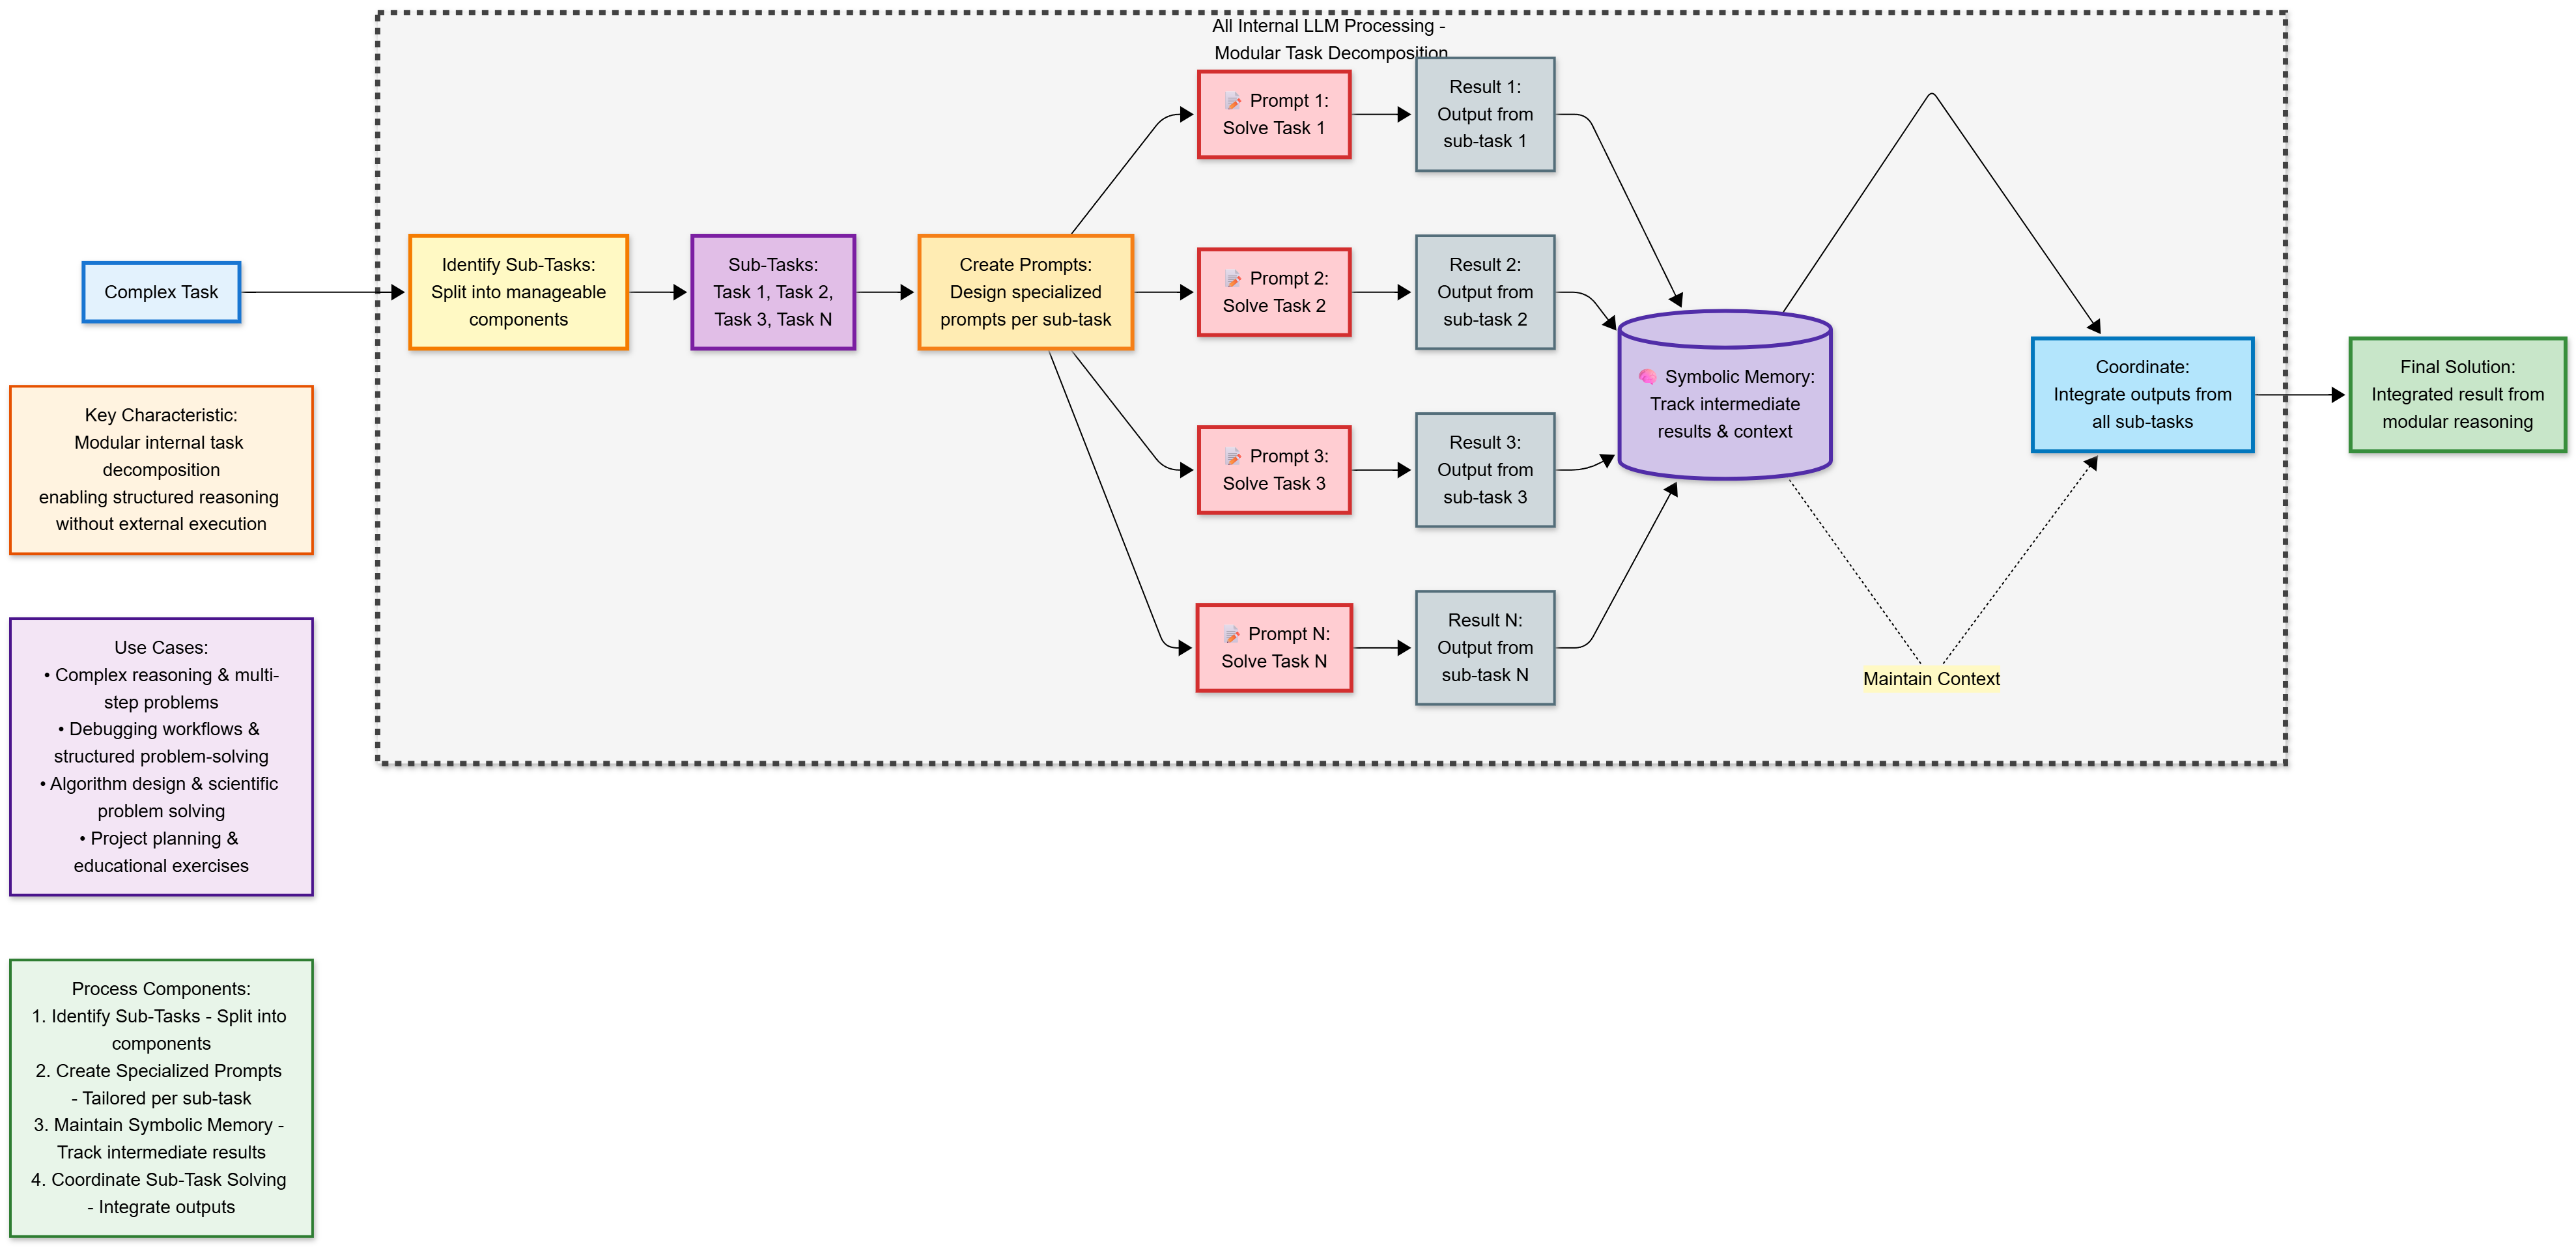 All Internal LLM Processing -
Modular Task Decomposition
Complex Task
Identify Sub-Tasks:
Split into manageable
components
Sub-Tasks:
Task 1, Task 2,
Task 3, Task N
Create Prompts:
Design specialized
prompts per sub-task
📝 Prompt 1:
Solve Task 1
Result 1:
Output from
sub-task 1
📝 Prompt 2:
Solve Task 2
Result 2:
Output from
sub-task 2
📝 Prompt 3:
Solve Task 3
Result 3:
Output from
sub-task 3
📝 Prompt N:
Solve Task N
Result N:
Output from
sub-task N
🧠 Symbolic Memory:
Track intermediate
results & context
Maintain Context
Coordinate:
Integrate outputs from
all sub-tasks
Final Solution:
Integrated result from
modular reasoning
Key Characteristic:
Modular internal task
decomposition
enabling structured reasoning
without external execution
Use Cases:
• Complex reasoning & multi-
step problems
• Debugging workflows &
structured problem-solving
• Algorithm design & scientific
problem solving
• Project planning &
educational exercises
Process Components:
1. Identify Sub-Tasks - Split into
components
2. Create Specialized Prompts
- Tailored per sub-task
3. Maintain Symbolic Memory -
Track intermediate results
4. Coordinate Sub-Task Solving
- Integrate outputs